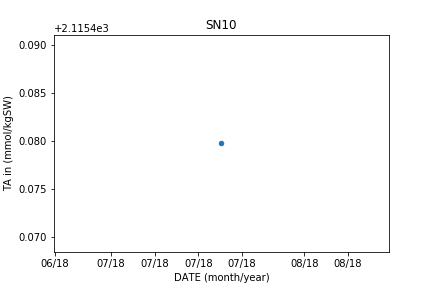 SN10
+2.1154e3
0.090
0.085
0.080
0.075
0.070
TA in (mmol/kgSW)
06/18 07/18 07/18 07/18 07/18 08/18 08/18
DATE (month/year)